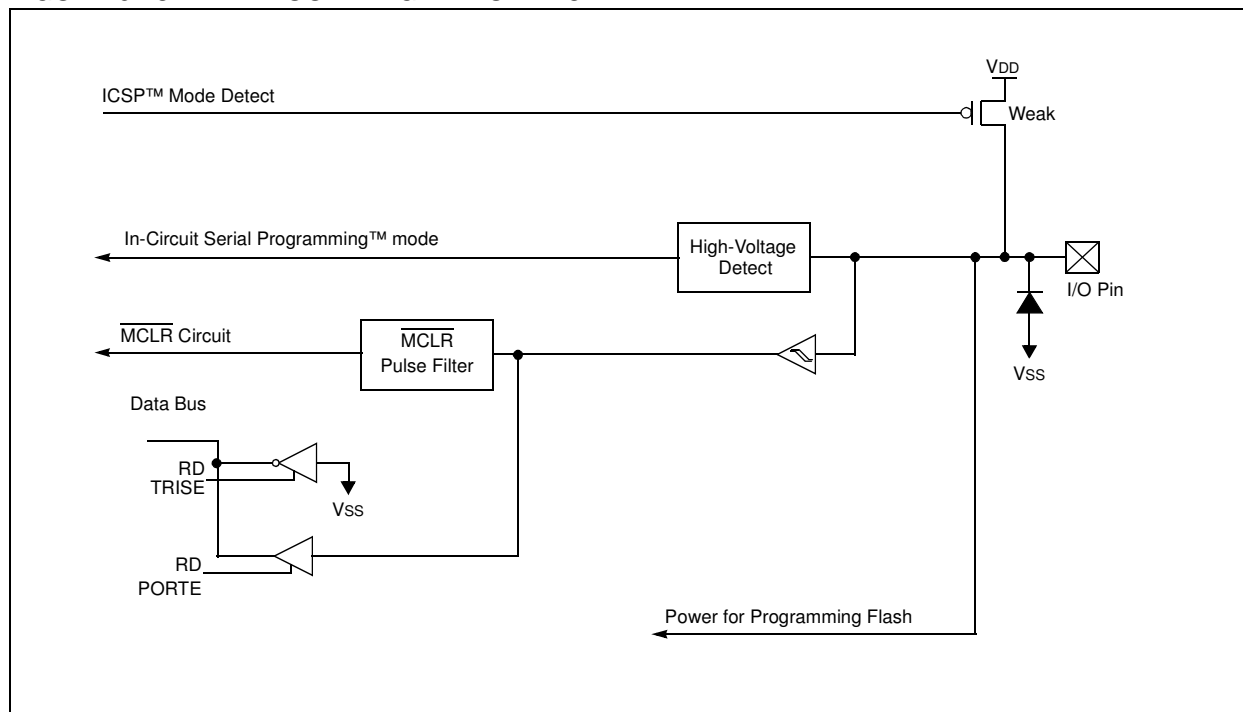 VDD
ICSP™ Mode Detect
Weak
In-Circuit Serial Programming™ mode
High-Voltage
Detect
I/O Pin
MCLR Circuit
MCLR
Pulse Filter
VSS
Data Bus
RD
TRISE
VSS
RD
PORTE
Power for Programming Flash